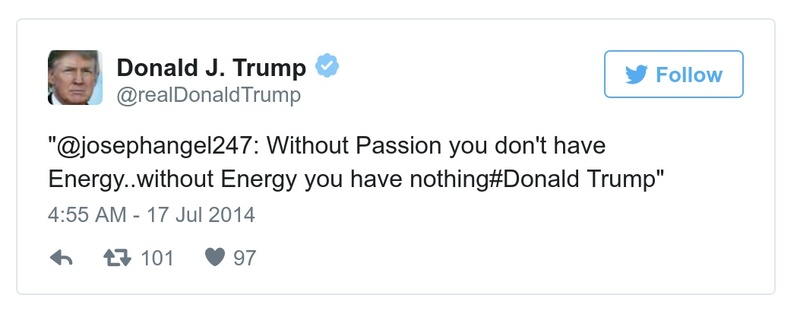 Donald J. Trump
@realDonaldTrump
Follow
"@josephangel247: Without Passion you don't have
Energy..without Energy you have nothing#Donald Trump"
4:55 AM - 17 Jul 2014
101 97